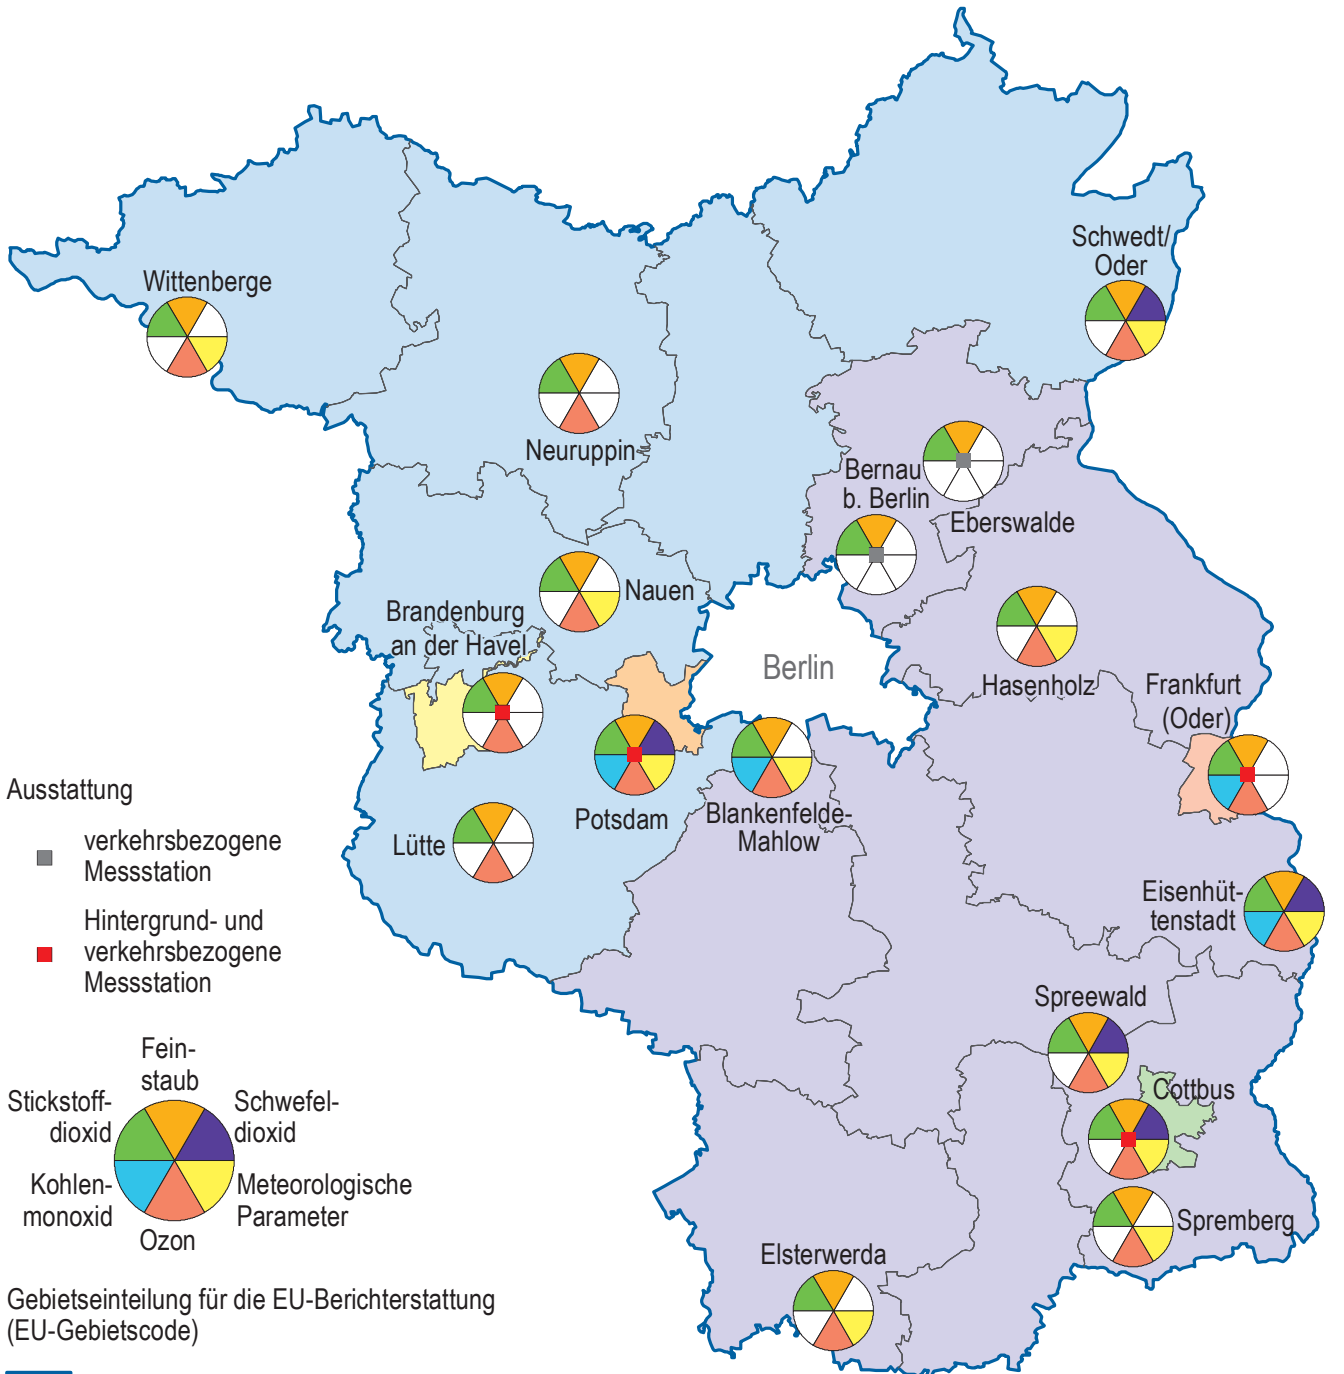 Schwedt/
Oder
Wittenberge
Neuruppin
Bernau
b. Berlin
Eberswalde
Nauen
Brandenburg
an der Havel
Berlin
Hasenholz
Frankfurt
(Oder)
Potsdam
Blankenfelde-
Mahlow
Lütte
Eisenhüt-
tenstadt
Spreewald
Cottbus
Spremberg
Elsterwerda
Ausstattung
verkehrsbezogene
Messstation
Hintergrund- und
verkehrsbezogene
Messstation
Fein-
staub
Stickstoff-
dioxid
Schwefel-
dioxid
Kohlen-
monoxid
Meteorologische
Parameter
Ozon
Gebietseinteilung für die EU-Berichterstattung
(EU-Gebietscode)